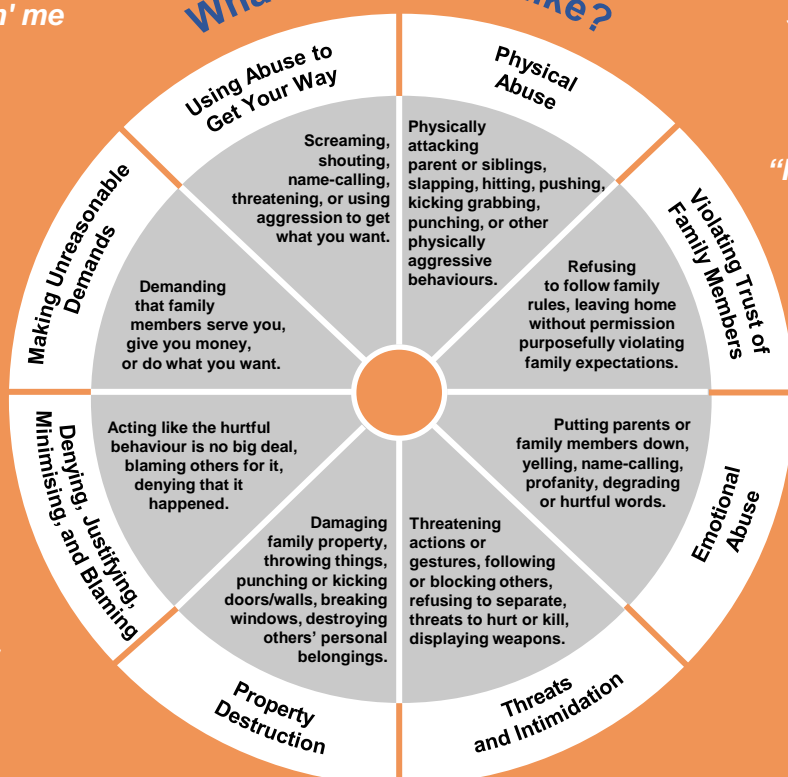 n' me
What
ike?
Using Abuse to
Get Your Way
Screaming,
shouting,
name-calling,
threatening, or using
aggression to get
what you want.
Physical
Abuse
Physically
attacking
parent or siblings,
slapping, hitting, pushing,
kicking grabbing,
punching, or other
physically
aggressive
behaviours.
Violating Trust of
Family Members
Refusing
to follow family
rules, leaving home
without permission
purposefully violating
family expectations.
Emotional
Abuse
Putting parents or
family members down,
yelling, name-calling,
profanity, degrading
or hurtful words.
Threats
and Intimidation
Threatening
actions or
gestures, following
or blocking others,
refusing to separate,
threats to hurt or kill,
displaying weapons.
Property
Destruction
Damaging
family property,
throwing things,
punching or kicking
doors/walls, breaking
windows, destroying
others' personal
belongings.
Denying, Justifying,
Minimising, and Blaming
Acting like the hurtful
behaviour is no big deal,
blaming others for it,
denying that it
happened.
Making Unreasonable
Demands
Demanding
that family
members serve you,
give you money,
or do what you want.